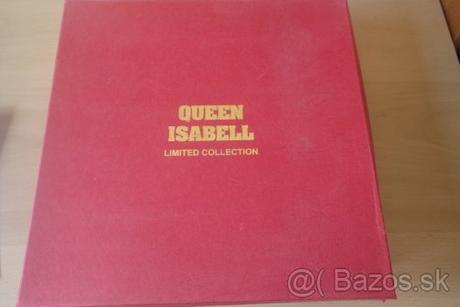 QUEEN
ISABELL
LIMITED COLLECTION
@( Bazos.sk